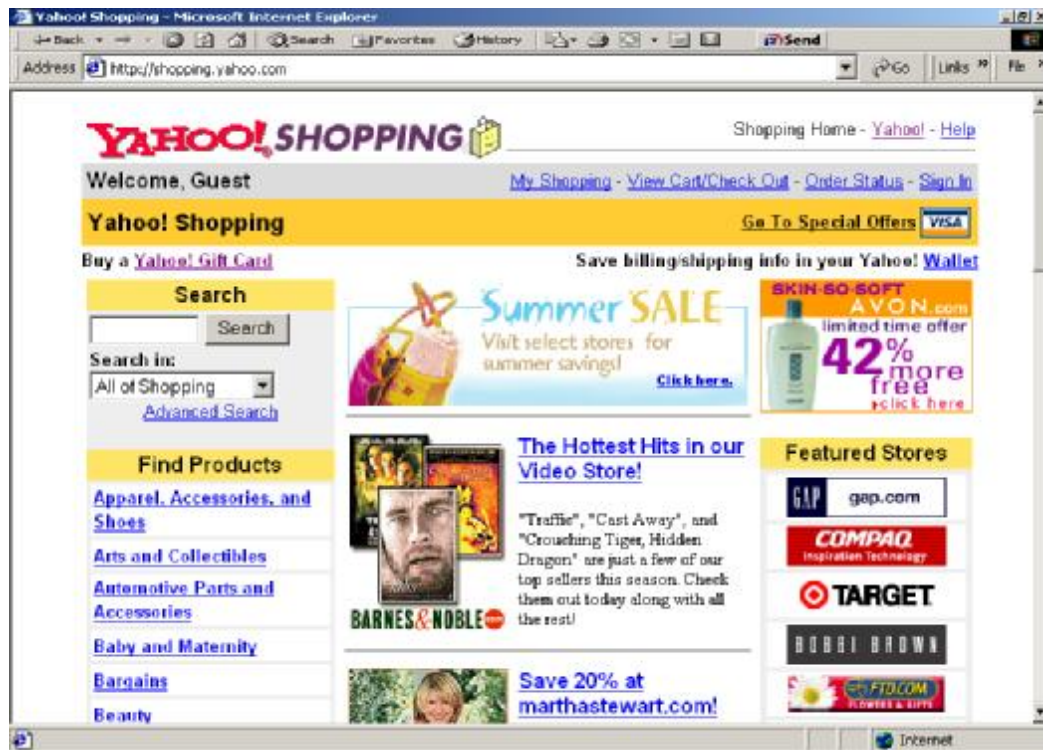 Yahoo! Shopping - Microsoft Internet Explorer
Back Search Favorites History Send
Address http://shopping.yahoo.com Go Links » File »
YAHOO! SHOPPING
Shopping Home - Yahoo! - Help
Welcome, Guest
My Shopping - View Cart/Check Out - Order Status - Sign In
Yahoo! Shopping
Go To Special Offers VISA
Buy a Yahoo! Gift Card
Save billing/shipping info in your Yahoo! Wallet
Search
Search
Search in:
All of Shopping
Advanced Search
Find Products
Apparel, Accessories, and
Shoes
Arts and Collectibles
Automotive Parts and
Accessories
Baby and Maternity
Bargains
Beauty
Summer SALE
Visit select stores for
summer savings!
Click here.
The Hottest Hits in our
Video Store!
"Traffic", "Cast Away", and
"Crouching Tiger, Hidden
Dragon" are just a few of our
top sellers this season. Check
them out today along with all
the rest!
BARNES&NOBLE
Save 20% at
marthastewart.com!
SKIN-SO-SOFT
AVON.com
limited time offer
42%
more
free
click here
Featured Stores
GAP gap.com
COMPAQ
Inspiration Technology
TARGET
BOBBI BROWN
FTD.COM
FLOWERS & GIFTS
Internet